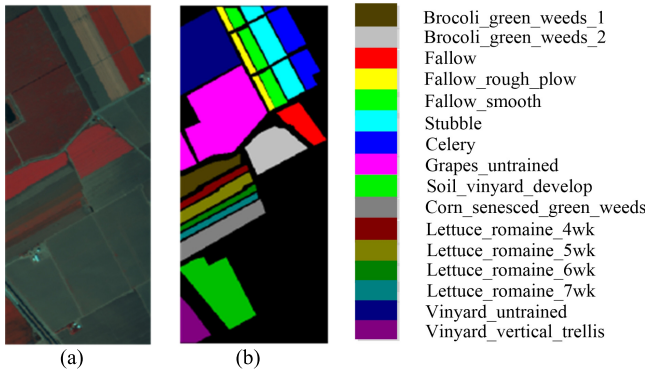 Brocoli_green_weeds_1
Brocoli_green_weeds_2
Fallow
Fallow_rough_plow
Fallow_smooth
Stubble
Celery
Grapes_untrained
Soil_vinyard_develop
Corn_senesced_green_weeds
Lettuce_romaine_4wk
Lettuce_romaine_5wk
Lettuce_romaine_6wk
Lettuce_romaine_7wk
Vinyard_untrained
Vinyard_vertical_trellis
(a)
(b)